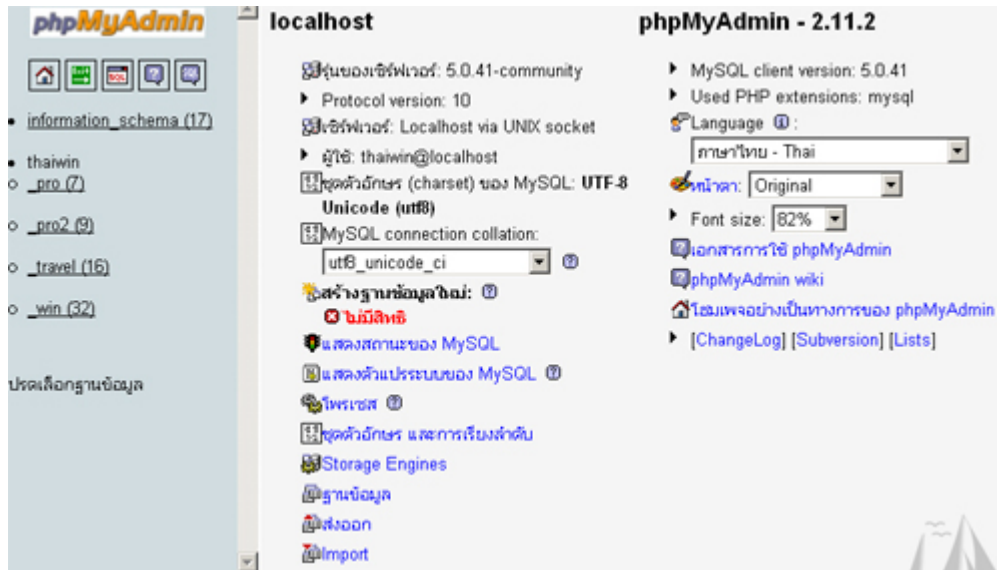 phpMyAdmin
information_schema (17)
thaiwin
_pro (7)
_pro2 (9)
_travel (16)
_win (32)
ปรดเลือกฐานข้อมูล
localhost
รุ่นของเซิร์ฟเวอร์: 5.0.41-community
Protocol version: 10
เซิร์ฟเวอร์: Localhost via UNIX socket
ผู้ใช้: thaiwin@localhost
ชุดตัวอักษร (charset) ของ MySQL: UTF-8
Unicode (utf8)
MySQL connection collation:
utf8_unicode_ci
สร้างฐานข้อมูลใหม่:
ไม่มีสิทธิ
แสดงสถานะของ MySQL
แสดงตัวแปรระบบของ MySQL
โพรเซส
ชุดตัวอักษร และการเรียงลำดับ
Storage Engines
ฐานข้อมูล
ส่งออก
Import
phpMyAdmin - 2.11.2
MySQL client version: 5.0.41
Used PHP extensions: mysql
Language :
ภาษาไทย - Thai
หน้าตา: Original
Font size: 82%
เอกสารการใช้ phpMyAdmin
phpMyAdmin wiki
โฮมเพจอย่างเป็นทางการของ phpMyAdmin
[ChangeLog] [Subversion] [Lists]